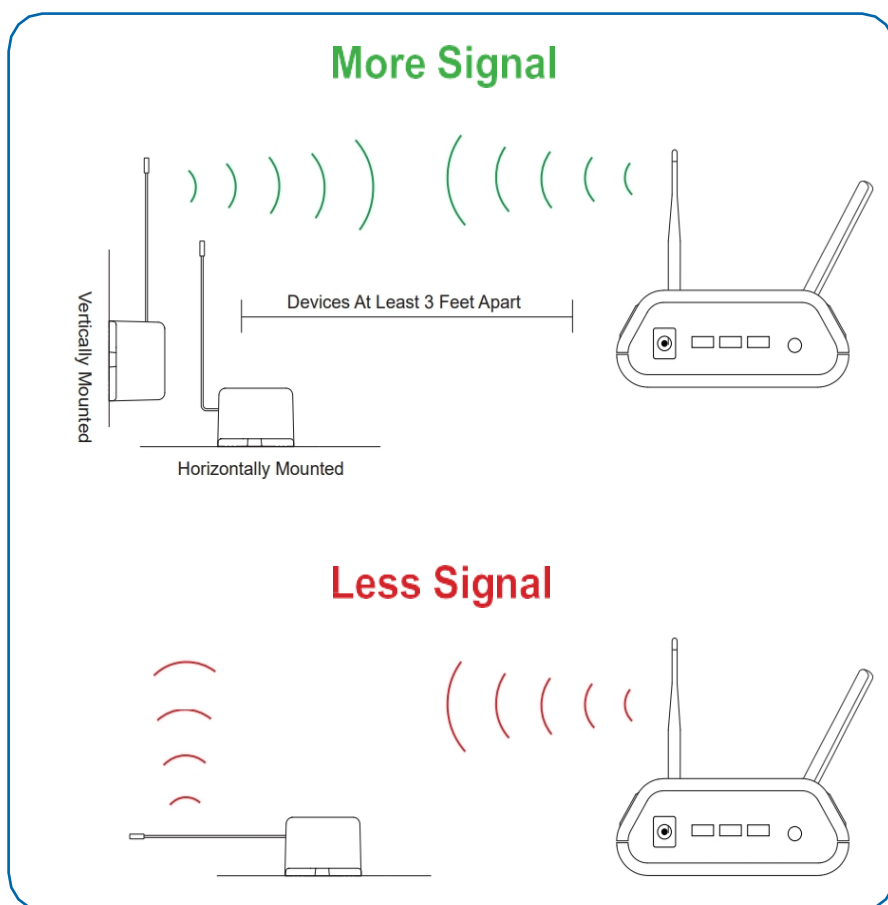 More Signal
Devices At Least 3 Feet Apart
Vertically Mounted
Horizontally Mounted
Less Signal